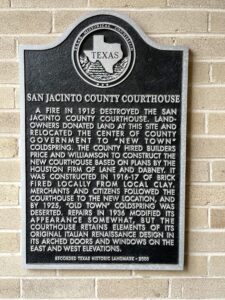 TEXAS HISTORICAL COMMISSION
TEXAS
SAN JACINTO COUNTY COURTHOUSE
A FIRE IN 1915 DESTROYED THE SAN
JACINTO COUNTY COURTHOUSE. LAND-
OWNERS DONATED LAND AT THIS SITE AND
RELOCATED THE CENTER OF COUNTY
GOVERNMENT TO "NEW TOWN"
COLDSPRING. THE COUNTY HIRED BUILDERS
PRICE AND WILLIAMSON TO CONSTRUCT THE
NEW COURTHOUSE BASED ON PLANS BY THE
HOUSTON FIRM OF LANE AND DABNEY. IT
WAS CONSTRUCTED IN 1916-17 OF BRICK
FIRED LOCALLY FROM LOCAL CLAY.
MERCHANTS AND CITIZENS FOLLOWED THE
COURTHOUSE TO THE NEW LOCATION, AND
BY 1925, "OLD TOWN" COLDSPRING WAS
DESERTED. REPAIRS IN 1936 MODIFIED ITS
APPEARANCE SOMEWHAT, BUT THE
COURTHOUSE RETAINS ELEMENTS OF ITS
ORIGINAL ITALIAN RENAISSANCE DESIGN IN
ITS ARCHED DOORS AND WINDOWS ON THE
EAST AND WEST ELEVATIONS.
RECORDED TEXAS HISTORIC LANDMARK - 2000